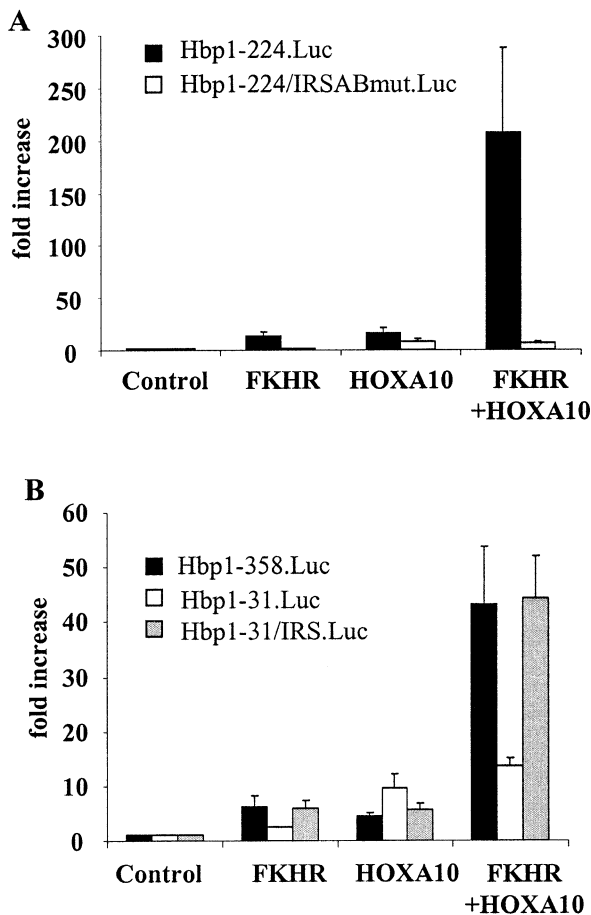 A
300
250
200
150
100
50
0
fold increase
Hbp1-224.Luc
Hbp1-224/IRSABmut.Luc
Control
FKHR
HOXA10
FKHR
+HOXA10
B
60
50
40
30
20
10
0
fold increase
Hbp1-358.Luc
Hbp1-31.Luc
Hbp1-31/IRS.Luc
Control
FKHR
HOXA10
FKHR
+HOXA10